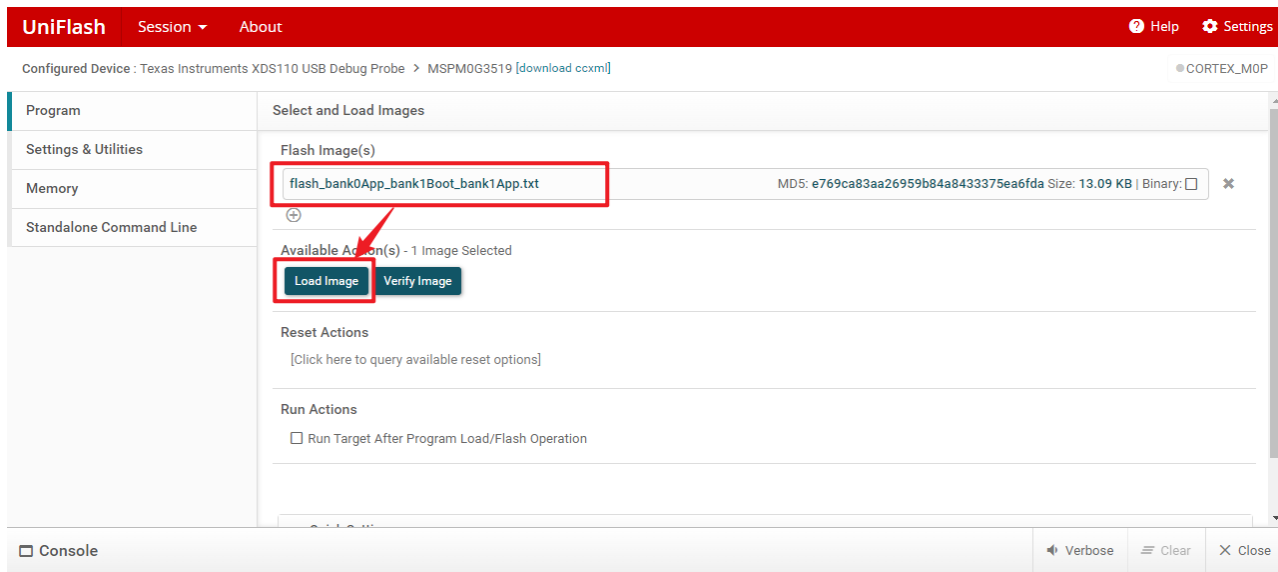 UniFlash Session About Help Settings
Configured Device : Texas Instruments XDS110 USB Debug Probe > MSPM0G3519 [download ccxml] CORTEX_M0P
Program
Settings & Utilities
Memory
Standalone Command Line
Select and Load Images
Flash Image(s)
flash_bank0App_bank1Boot_bank1App.txt MD5: e769ca83aa26959b84a8433375ea6fda Size: 13.09 KB | Binary:
Available Action(s) - 1 Image Selected
Load Image Verify Image
Reset Actions
[Click here to query available reset options]
Run Actions
Run Target After Program Load/Flash Operation
Console Verbose Clear Close